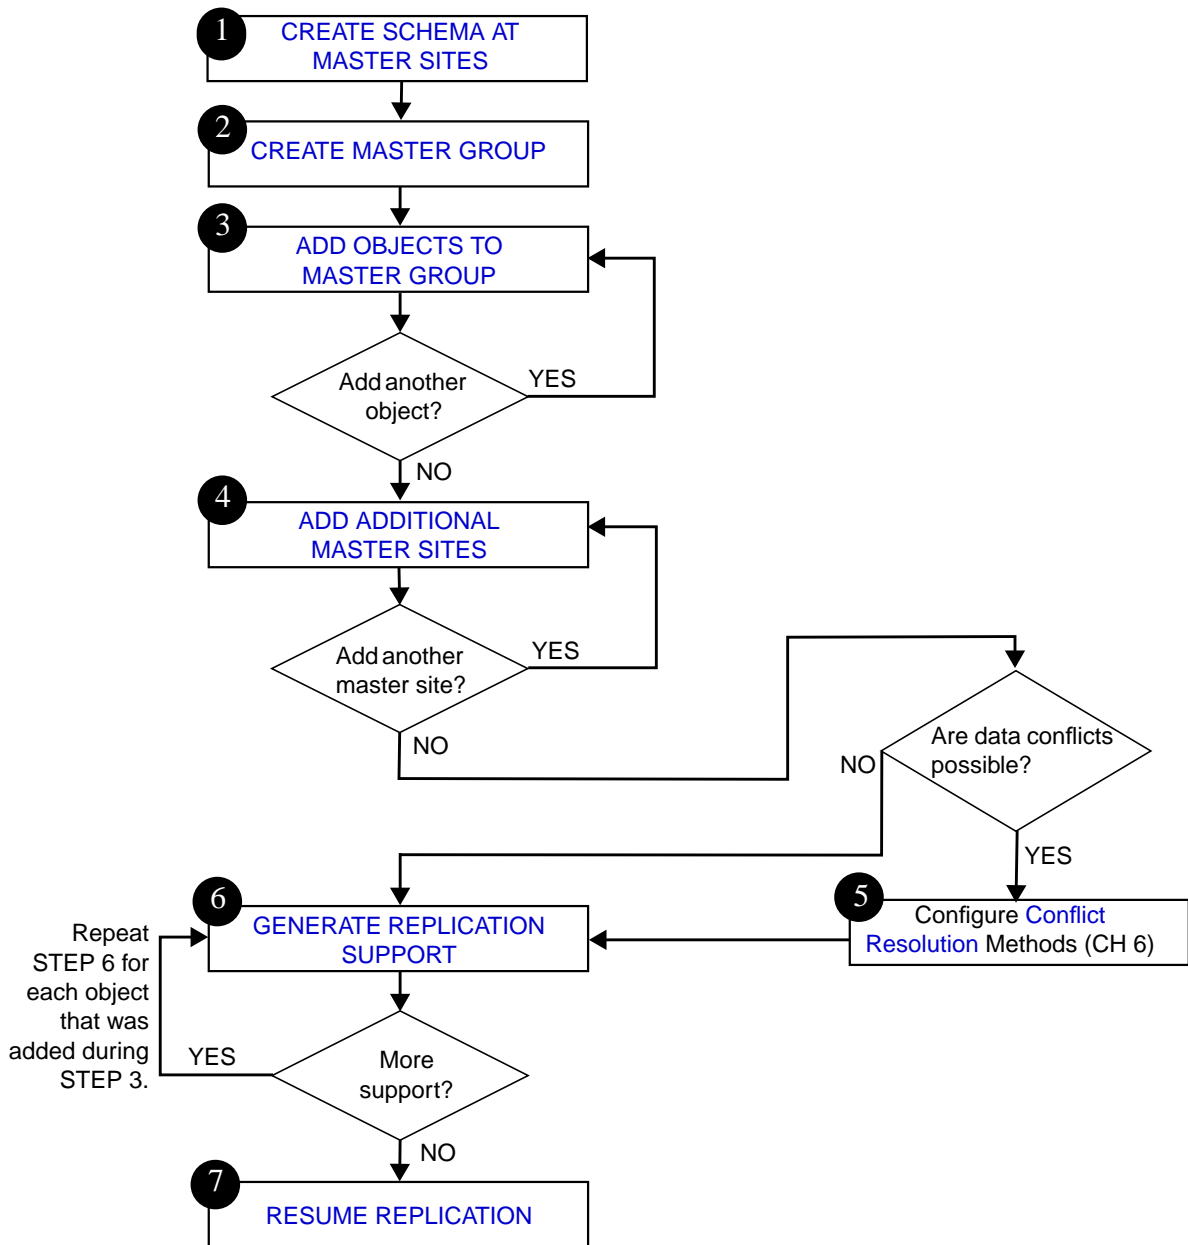 1
CREATE SCHEMA AT
MASTER SITES
2
CREATE MASTER GROUP
3
ADD OBJECTS TO
MASTER GROUP
Add another
object?
YES
NO
4
ADD ADDITIONAL
MASTER SITES
Add another
master site?
YES
NO
Are data conflicts
possible?
NO
YES
5
Configure Conflict
Resolution Methods (CH 6)
6
GENERATE REPLICATION
SUPPORT
Repeat
STEP 6 for
each object
that was
added during
STEP 3.
YES
More
support?
NO
7
RESUME REPLICATION